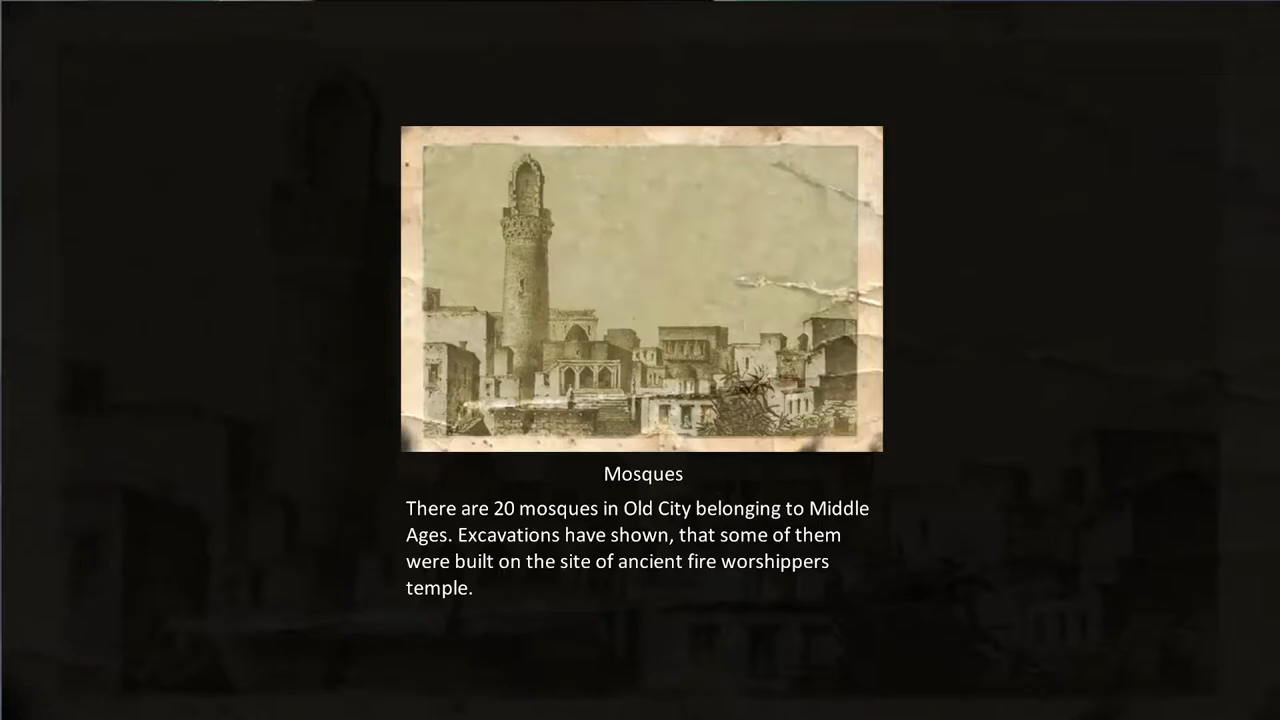 Mosques
There are 20 mosques in Old City belonging to Middle
Ages. Excavations have shown, that some of them
were built on the site of ancient fire worshippers
temple.